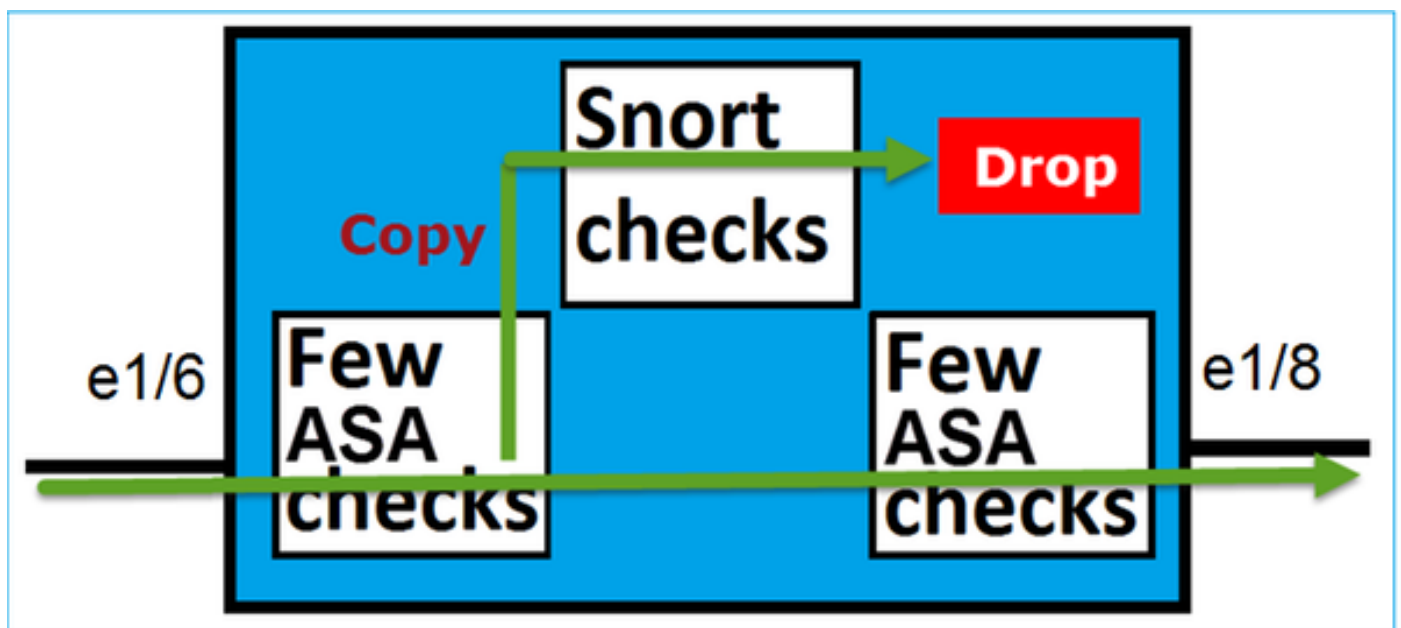 Snort
checks
Drop
Copy
e1/6
Few
ASA
checks
Few
ASA
checks
e1/8